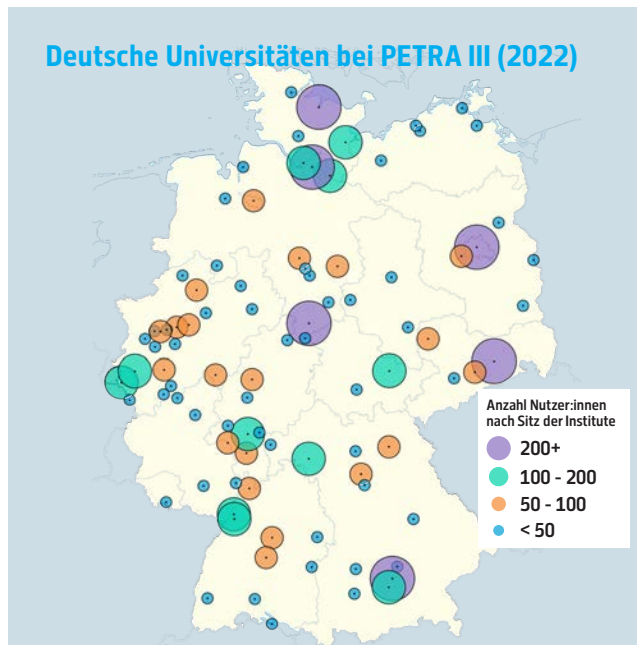 Deutsche Universitäten bei PETRA III (2022)
Anzahl Nutzer:innen
nach Sitz der Institute
200+
100 - 200
50 - 100
< 50